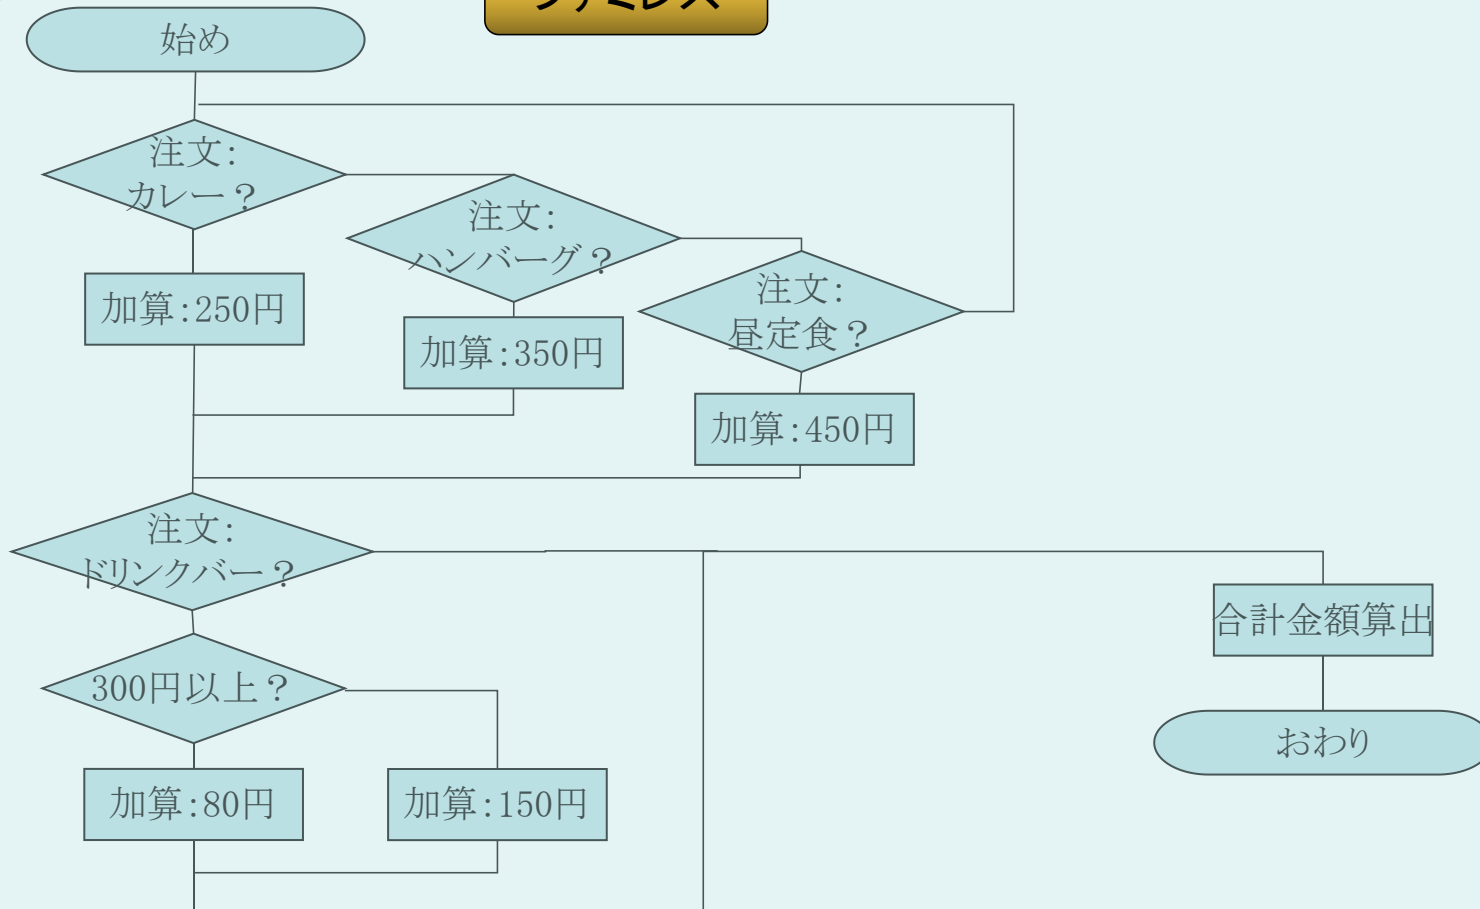 始め
注文:
カレー？
注文:
ハンバーグ？
注文:
昼定食？
加算:250円
加算:350円
加算:450円
注文:
ドリンクバー？
合計金額算出
300円以上？
おわり
加算:80円
加算:150円